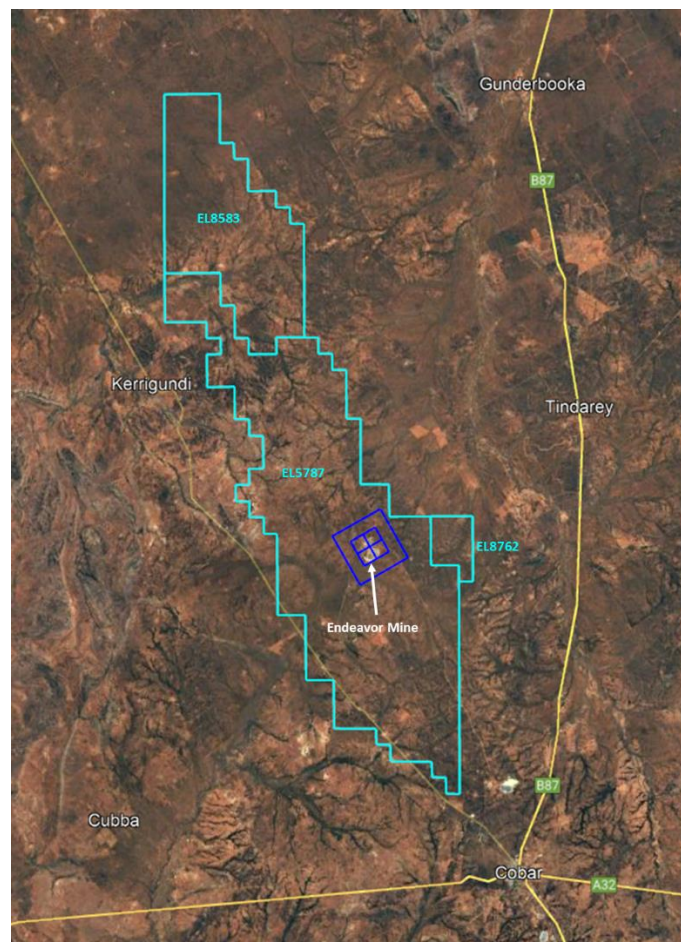 Gunderbooka
B87
EL8583
Kerrigundi
Tindarey
EL5787
EL8762
Endeavor Mine
B87
Cubba
Cobar
A32